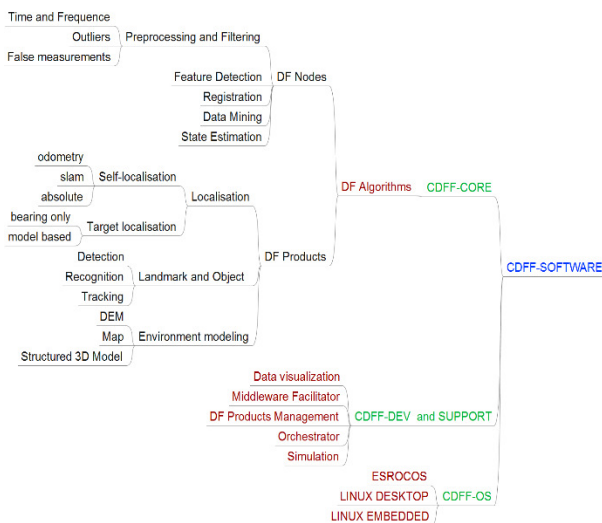 Time and Frequence
Outliers
False measurements
Preprocessing and Filtering
Feature Detection
Registration
Data Mining
State Estimation
DF Nodes
odometry
slam
absolute
Self-localisation
bearing only
model based
Target localisation
Localisation
Detection
Recognition
Tracking
Landmark and Object
DEM
Map
Structured 3D Model
Environment modeling
DF Products
DF Algorithms
CDFF-CORE
Data visualization
Middleware Facilitator
DF Products Management
Orchestrator
Simulation
CDFF-DEV and SUPPORT
ESROCOS
LINUX DESKTOP
LINUX EMBEDDED
CDFF-OS
CDFF-SOFTWARE